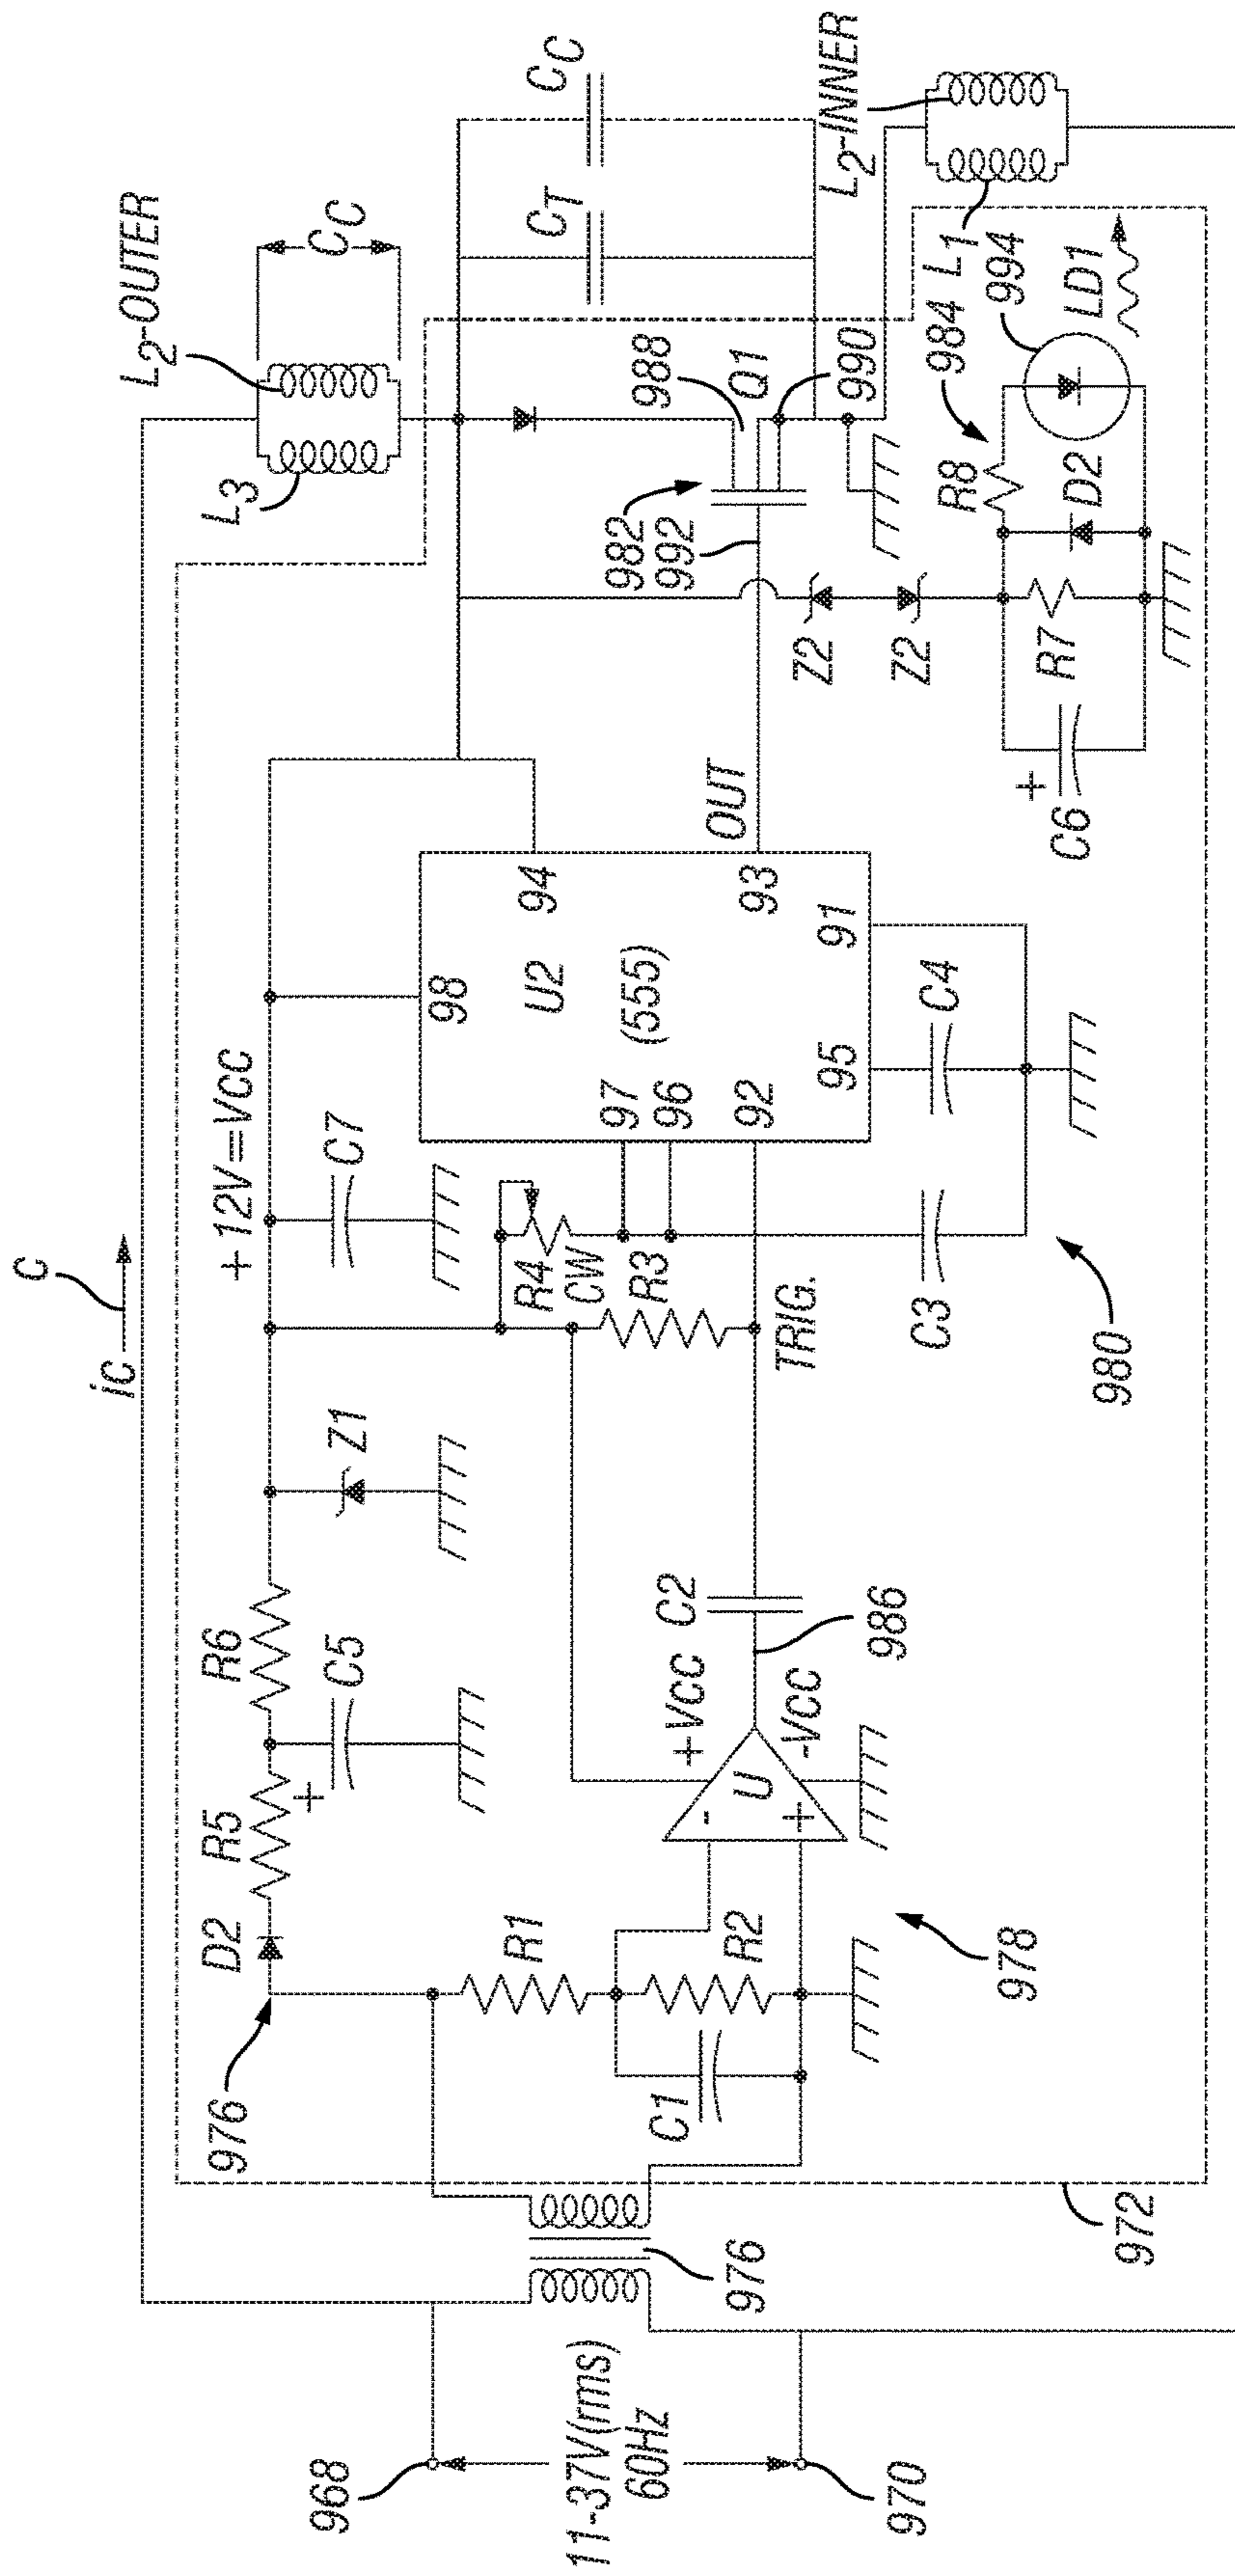 C
ic
L2-OUTER
L3
CC
CT
CC
L2-INNER
L1
+12V=VCC
976
D2
R5
+
C5
R6
Z1
C7
R4
CW
R3
98
94
U2
(555)
97
96
92
95
91
93
OUT
TRIG.
982
992
988
Q1
990
Z2
Z2
984
R8
994
LD1
D2
R7
+
C6
C4
C3
980
R1
R2
C1
-
+
U
+VCC
-VCC
C2
986
978
968
11-37V(rms)
60Hz
970
976
972